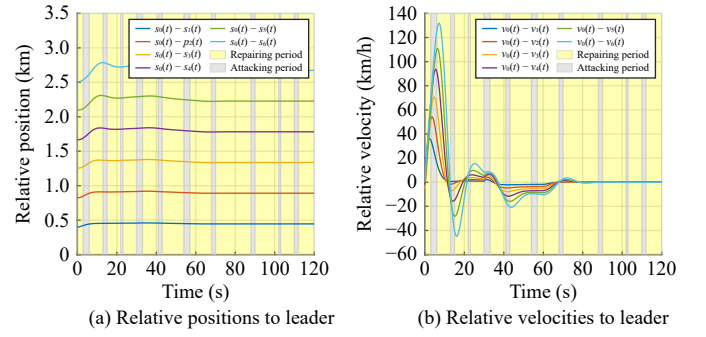 3.5
3.0
2.5
2.0
1.5
1.0
0.5
0
Relative position (km)
s₀(t) − s₁(t)
s₀(t) − p₂(t)
s₀(t) − s₃(t)
s₀(t) − s₄(t)
s₀(t) − s₅(t)
s₀(t) − s₆(t)
Repairing period
Attacking period
0 20 40 60 80 100 120
Time (s)
(a) Relative positions to leader
140
120
100
80
60
40
20
0
−20
−40
−60
Relative velocity (km/h)
v₀(t) − v₁(t)
v₀(t) − v₂(t)
v₀(t) − v₃(t)
v₀(t) − v₄(t)
v₀(t) − v₅(t)
v₀(t) − v₆(t)
Repairing period
Attacking period
0 20 40 60 80 100 120
Time (s)
(b) Relative velocities to leader